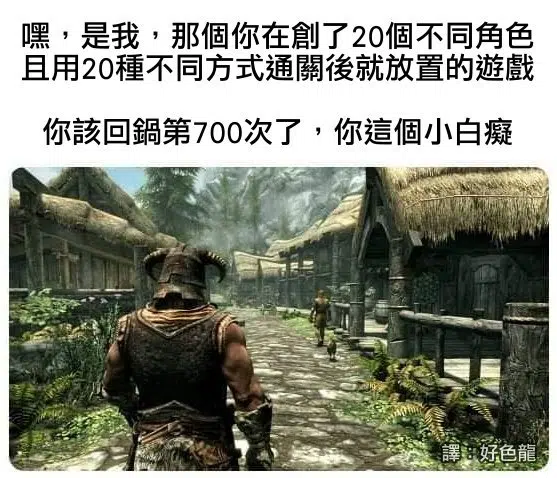 嘿，是我，那個你在創了20個不同角色
且用20種不同方式通關後就放置的遊戲
你該回鍋第700次了，你這個小白癡
譯：好色龍